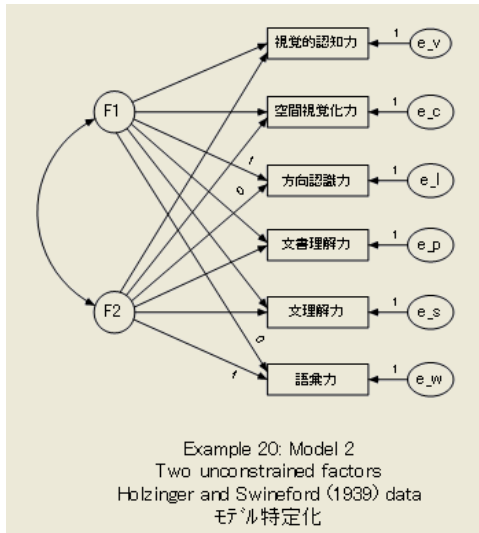 視覚的認知力
1
e_v
F1
空間視覚化力
1
e_c
1
方向認識力
1
e_l
0
文書理解力
1
e_p
F2
文理解力
1
e_s
0
1
語彙力
1
e_w
Example 20: Model 2
Two unconstrained factors
Holzinger and Swineford (1939) data
モデル特定化